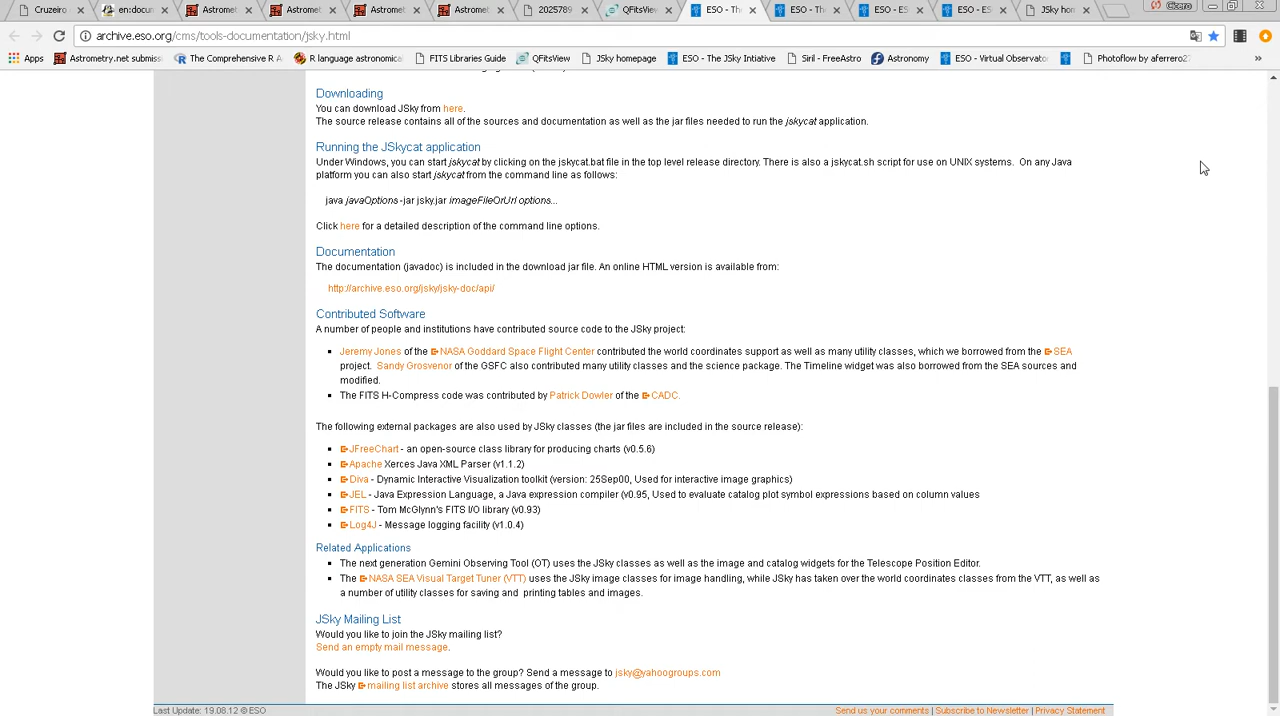 Cruzeiro
en:docum
Astromet
Astromet
Astromet
Astromet
2025789
QFitsView
ESO - Th
ESO - Th
ESO - ES
ESO - ES
JSky hom
Cicero
archive.eso.org/cms/tools-documentation/jsky.html
Apps
Astrometry.net submiss
The Comprehensive R A
R language astronomica
FITS Libraries Guide
QFitsView
JSky homepage
ESO - The JSky Intiative
Siril - FreeAstro
Astronomy
ESO - Virtual Observato
Photoflow by aferrero2
»
Downloading
You can download JSky from here.
The source release contains all of the sources and documentation as well as the jar files needed to run the jskycat application.
Running the JSkycat application
Under Windows, you can start jskycat by clicking on the jskycat.bat file in the top level release directory. There is also a jskycat.sh script for use on UNIX systems. On any Java
platform you can also start jskycat from the command line as follows:
java javaOptions -jar jsky.jar imageFileOrUrl options...
Click here for a detailed description of the command line options.
Documentation
The documentation (javadoc) is included in the download jar file. An online HTML version is available from:
http://archive.eso.org/jsky/jsky-doc/api/
Contributed Software
A number of people and institutions have contributed source code to the JSky project:
Jeremy Jones of the NASA Goddard Space Flight Center contributed the world coordinates support as well as many utility classes, which we borrowed from the SEA
project. Sandy Grosvenor of the GSFC also contributed many utility classes and the science package. The Timeline widget was also borrowed from the SEA sources and
modified.
The FITS H-Compress code was contributed by Patrick Dowler of the CADC.
The following external packages are also used by JSky classes (the jar files are included in the source release):
JFreeChart - an open-source class library for producing charts (v0.5.6)
Apache Xerces Java XML Parser (v1.1.2)
Diva - Dynamic Interactive Visualization toolkit (version: 25Sep00, Used for interactive image graphics)
JEL - Java Expression Language, a Java expression compiler (v0.95, Used to evaluate catalog plot symbol expressions based on column values
FITS - Tom McGlynn's FITS I/O library (v0.93)
Log4J - Message logging facility (v1.0.4)
Related Applications
The next generation Gemini Observing Tool (OT) uses the JSky classes as well as the image and catalog widgets for the Telescope Position Editor.
The NASA SEA Visual Target Tuner (VTT) uses the JSky image classes for image handling, while JSky has taken over the world coordinates classes from the VTT, as well as
a number of utility classes for saving and printing tables and images.
JSky Mailing List
Would you like to join the JSky mailing list?
Send an empty mail message.
Would you like to post a message to the group? Send a message to jsky@yahoogroups.com
The JSky mailing list archive stores all messages of the group.
Last Update: 19.08.12 © ESO
Send us your comments | Subscribe to Newsletter | Privacy Statement